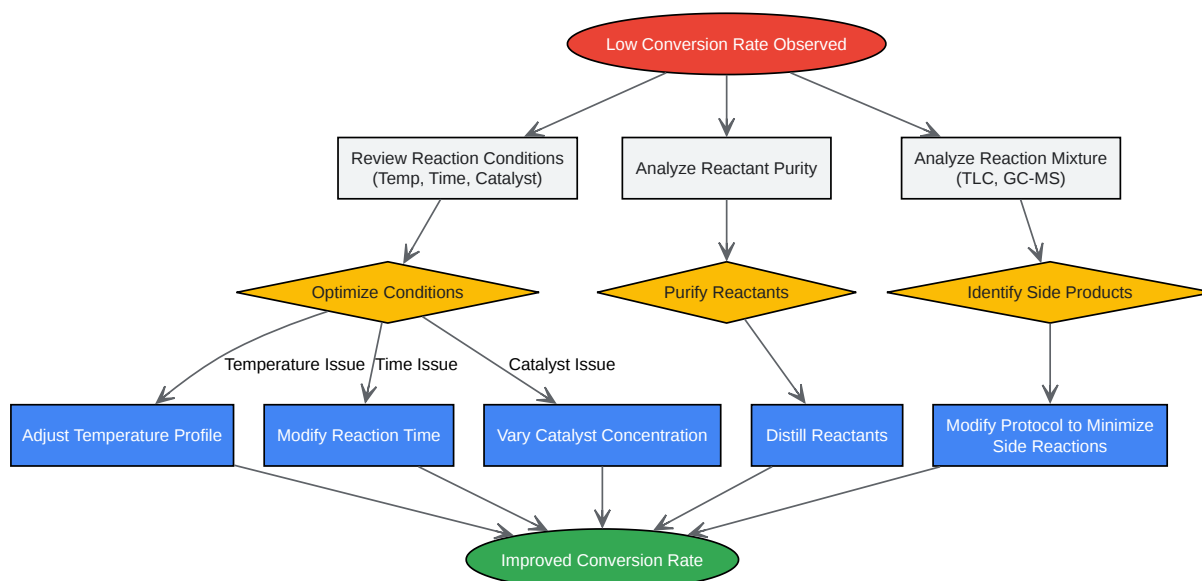 Low Conversion Rate Observed
Review Reaction Conditions
(Temp, Time, Catalyst)
Analyze Reactant Purity
Analyze Reaction Mixture
(TLC, GC-MS)
Optimize Conditions
Purify Reactants
Identify Side Products
Temperature Issue
Time Issue
Catalyst Issue
Adjust Temperature Profile
Modify Reaction Time
Vary Catalyst Concentration
Distill Reactants
Modify Protocol to Minimize
Side Reactions
Improved Conversion Rate